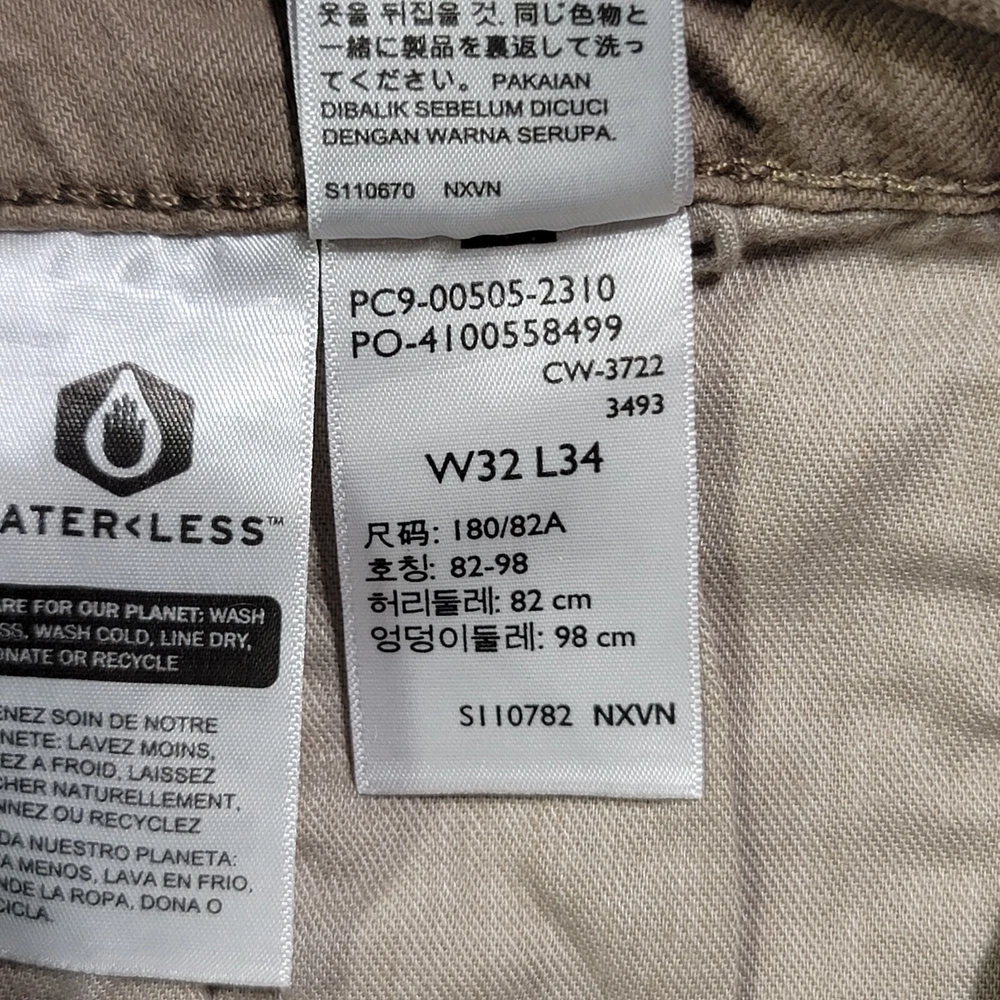 옷을 뒤집을 것. 同じ色物と
一緒に製品を裏返して洗っ
てください。 PAKAIAN
DIBALIK SEBELUM DICUCI
DENGAN WARNA SERUPA.
S110670 NXVN
PC9-00505-2310
PO-4100558499
CW-3722
3493
W32 L34
尺码: 180/82A
호칭: 82-98
허리둘레: 82 cm
엉덩이둘레: 98 cm
S110782 NXVN
ATER<LESS™
ARE FOR OUR PLANET: WASH
SS, WASH COLD, LINE DRY,
ONATE OR RECYCLE
ENEZ SOIN DE NOTRE
NETE: LAVEZ MOINS,
EZ A FROID, LAISSEZ
CHER NATURELLEMENT,
NNEZ OU RECYCLEZ
DA NUESTRO PLANETA:
A MENOS, LAVA EN FRIO,
NDE LA ROPA, DONA O
CICLA.